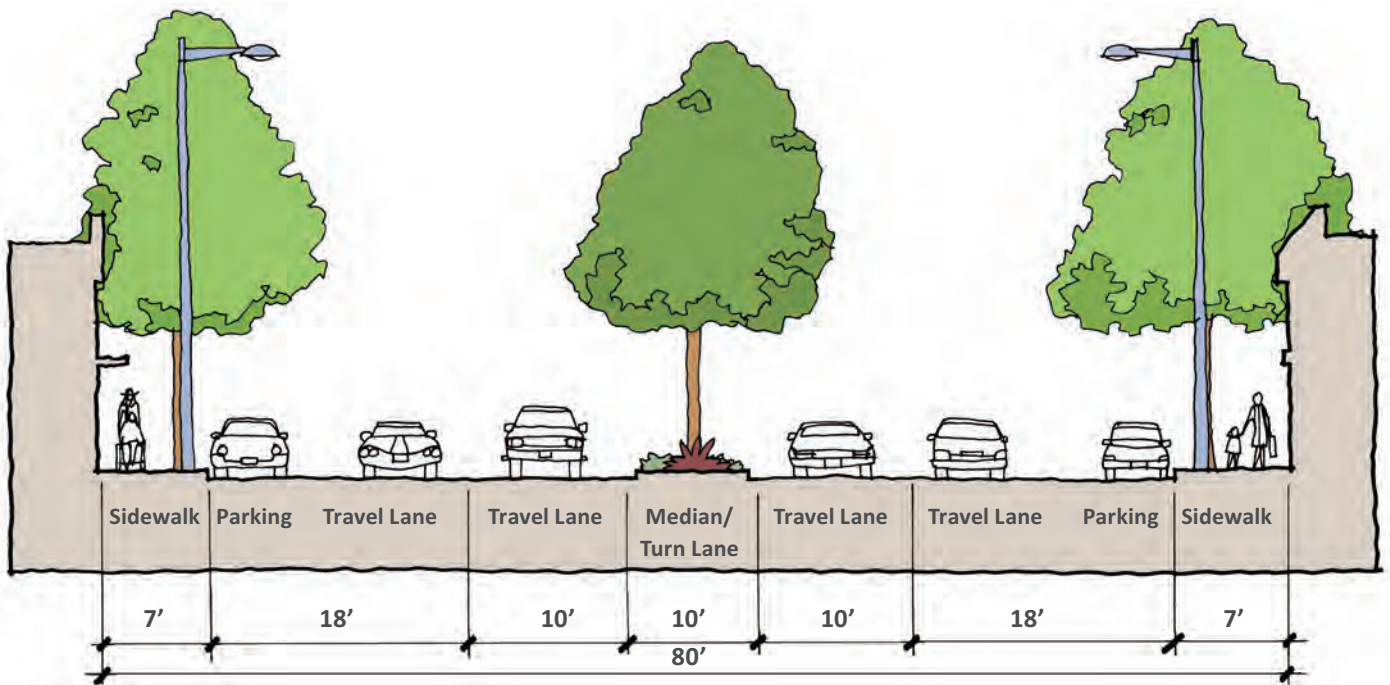 Sidewalk Parking Travel Lane Travel Lane Median/ Travel Lane Travel Lane Parking Sidewalk
Turn Lane
7’ 18’ 10’ 10’ 10’ 18’ 7’
80’